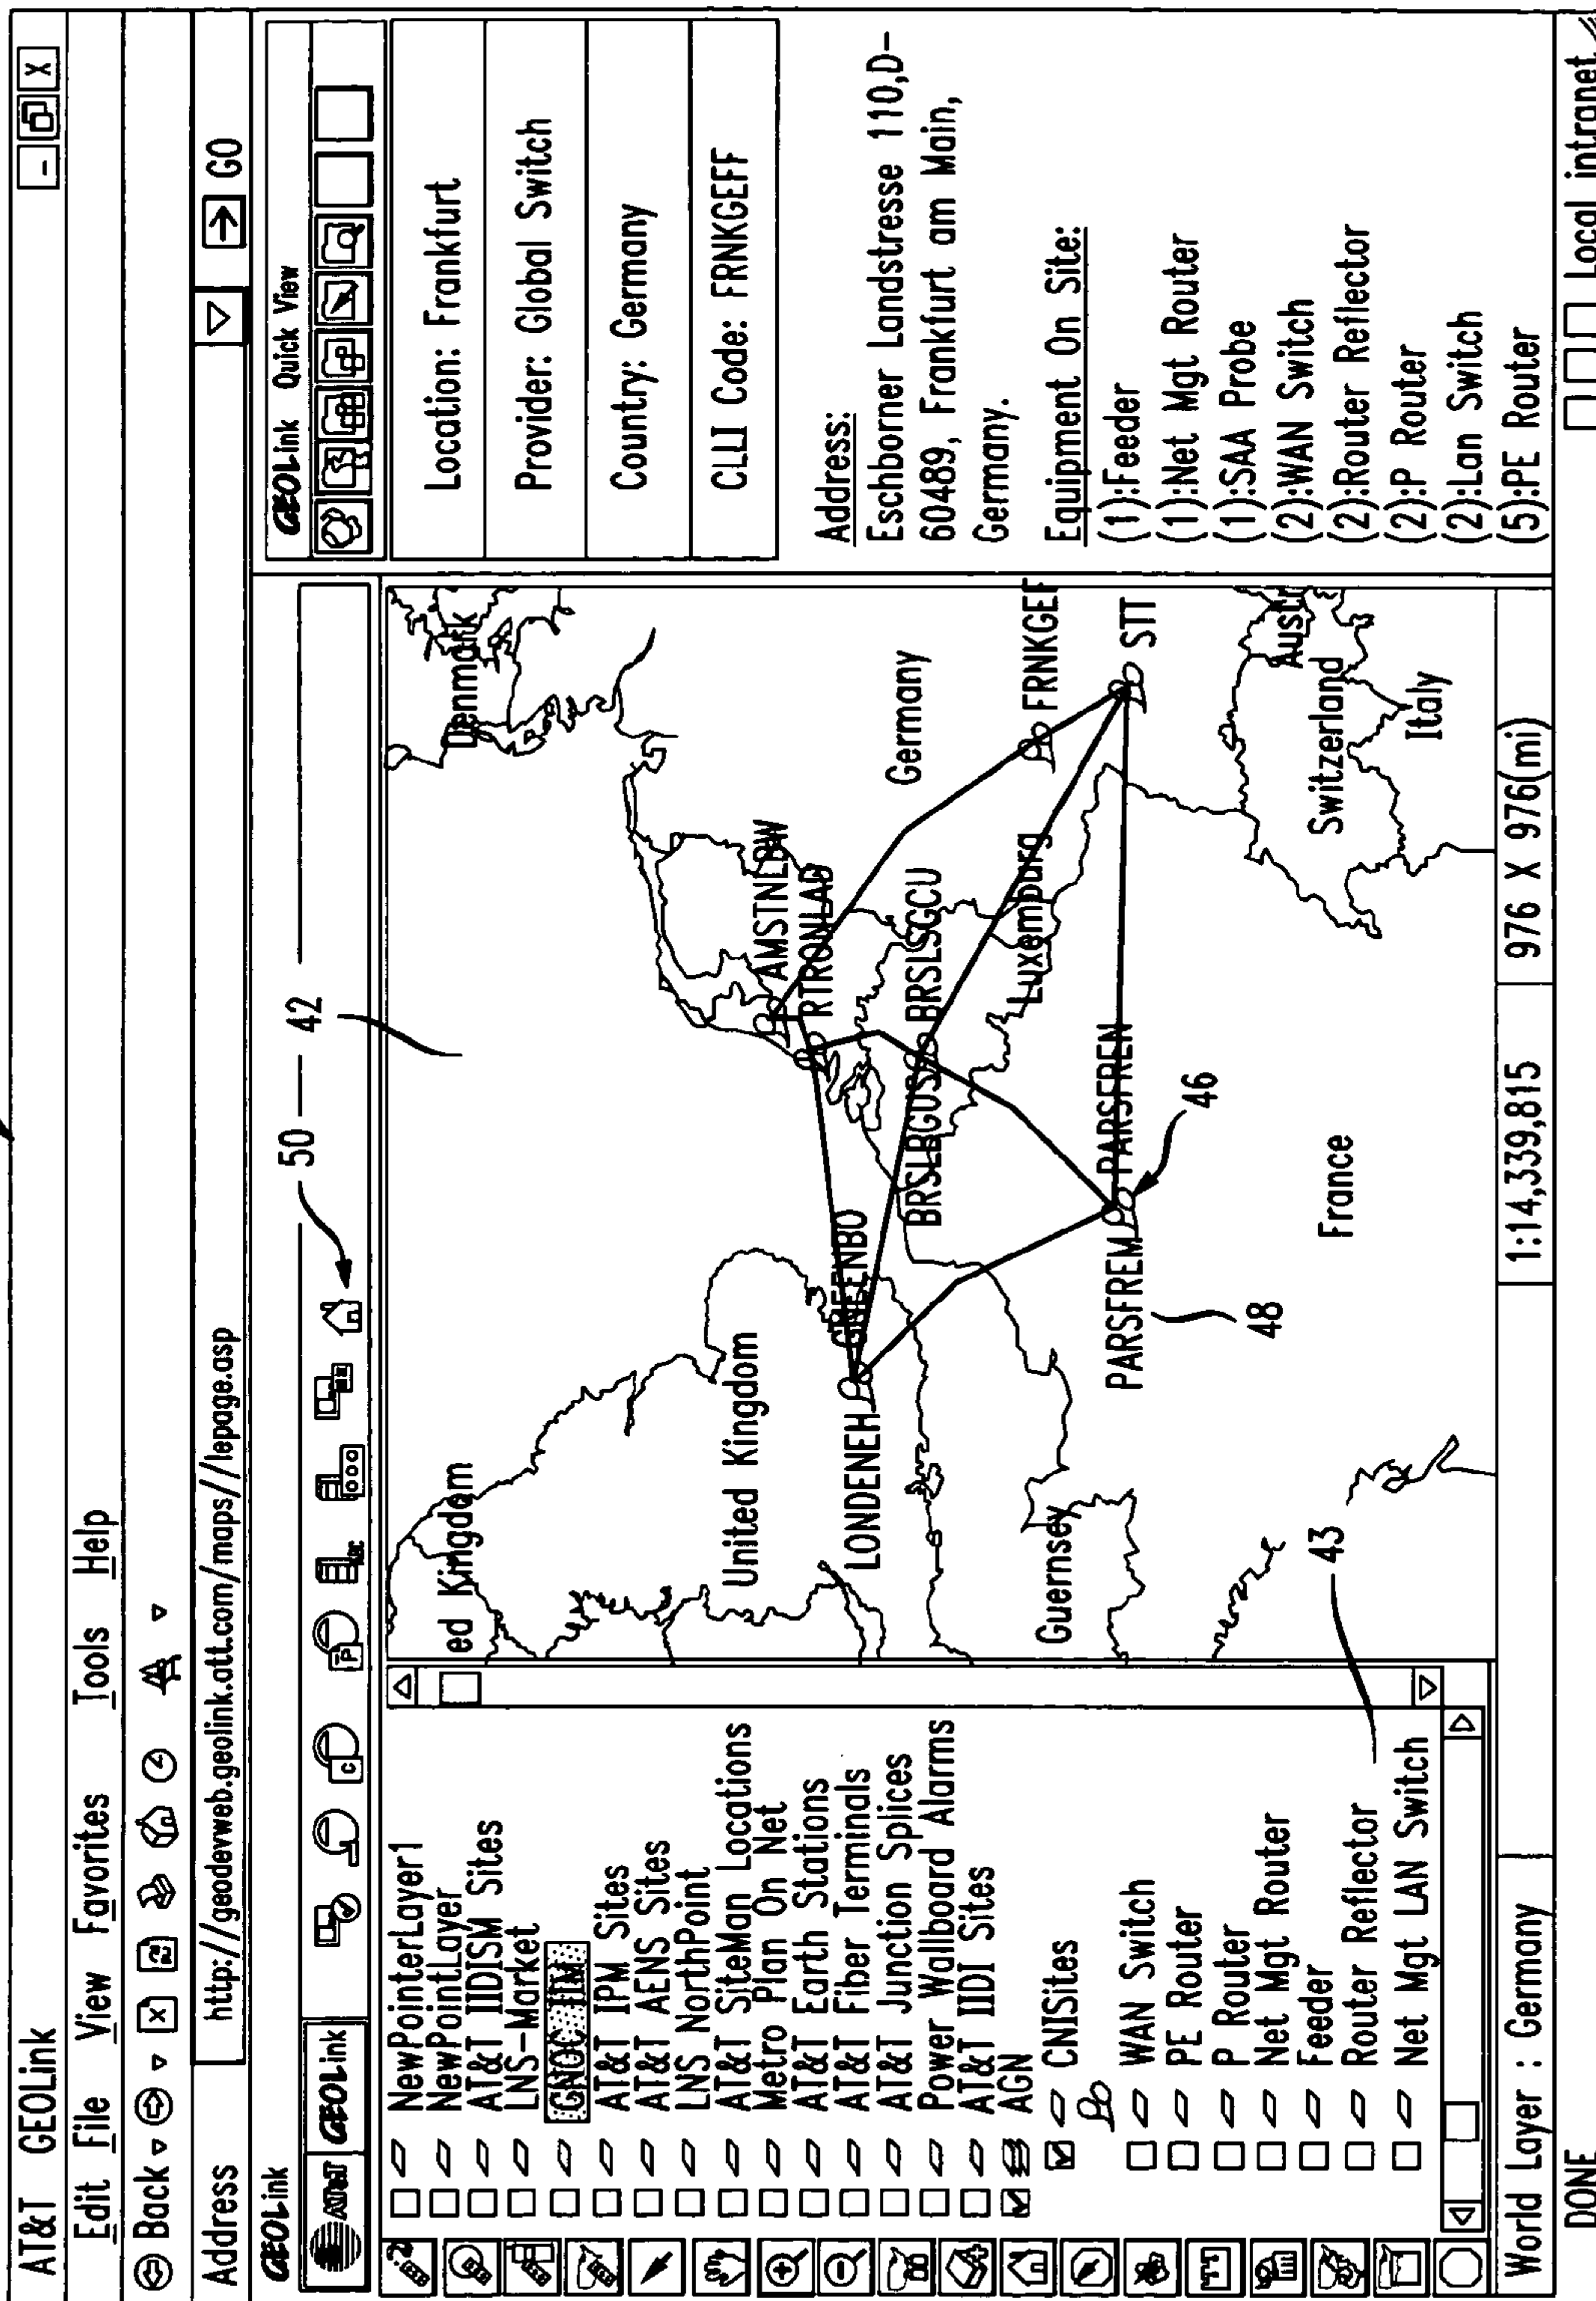 AT&T GEOLink
Edit File View Favorites Tools Help
Back
Address http://geodevweb.geolink.att.com/maps//lepage.asp GO
GEOLink
AT&T GEOLink
50
42
GEOLink Quick View
NewPointerLayer1
NewPointLayer
AT&T IIDISM Sites
LNS-Market
GNOC TIM
AT&T IPM Sites
AT&T AENS Sites
LNS NorthPoint
AT&T SiteMan Locations
Metro Plan On Net
AT&T Earth Stations
AT&T Fiber Terminals
AT&T Junction Splices
Power Wallboard Alarms
AT&T IIDI Sites
AGN
CNISites
WAN Switch
PE Router
P Router
Net Mgt Router
Feeder
Router Reflector
Net Mgt LAN Switch
43
ed Kingdom
Denmark
United Kingdom
AMSTNLBW
RTRONLAD
GREENBO
LONDENEH
Germany
BRSLBGUS
BRSLSGCU
Luxemburg
FRNKGEF
Guernsey
PARSFREM
PARSFREN
STT
46
48
France
Switzerland
Austr
Italy
Location: Frankfurt
Provider: Global Switch
Country: Germany
CLLI Code: FRNKGEFF
Address:
Eschborner Landstresse 110,D-
60489, Frankfurt am Main,
Germany.
Equipment On Site:
(1):Feeder
(1):Net Mgt Router
(1):SAA Probe
(2):WAN Switch
(2):Router Reflector
(2):P Router
(2):Lan Switch
(5):PE Router
World Layer : Germany
1:14,339,815
976 X 976(mi)
DONE
Local intranet